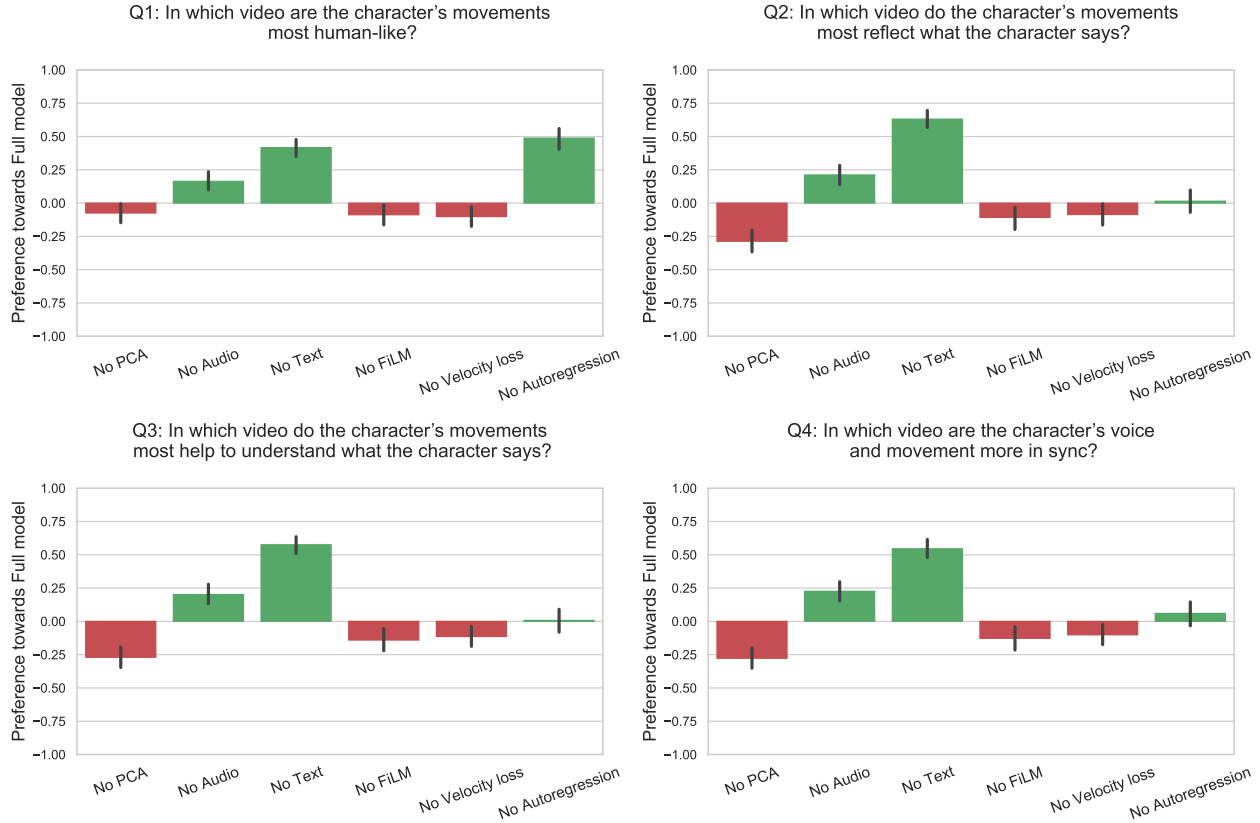 Q1: In which video are the character’s movements
most human-like?
Preference towards Full model
1.00
0.75
0.50
0.25
0.00
−0.25
−0.50
−0.75
−1.00
No PCA
No Audio
No Text
No FiLM
No Velocity loss
No Autoregression
Q2: In which video do the character’s movements
most reflect what the character says?
Preference towards Full model
1.00
0.75
0.50
0.25
0.00
−0.25
−0.50
−0.75
−1.00
No PCA
No Audio
No Text
No FiLM
No Velocity loss
No Autoregression
Q3: In which video do the character’s movements
most help to understand what the character says?
Preference towards Full model
1.00
0.75
0.50
0.25
0.00
−0.25
−0.50
−0.75
−1.00
No PCA
No Audio
No Text
No FiLM
No Velocity loss
No Autoregression
Q4: In which video are the character’s voice
and movement more in sync?
Preference towards Full model
1.00
0.75
0.50
0.25
0.00
−0.25
−0.50
−0.75
−1.00
No PCA
No Audio
No Text
No FiLM
No Velocity loss
No Autoregression